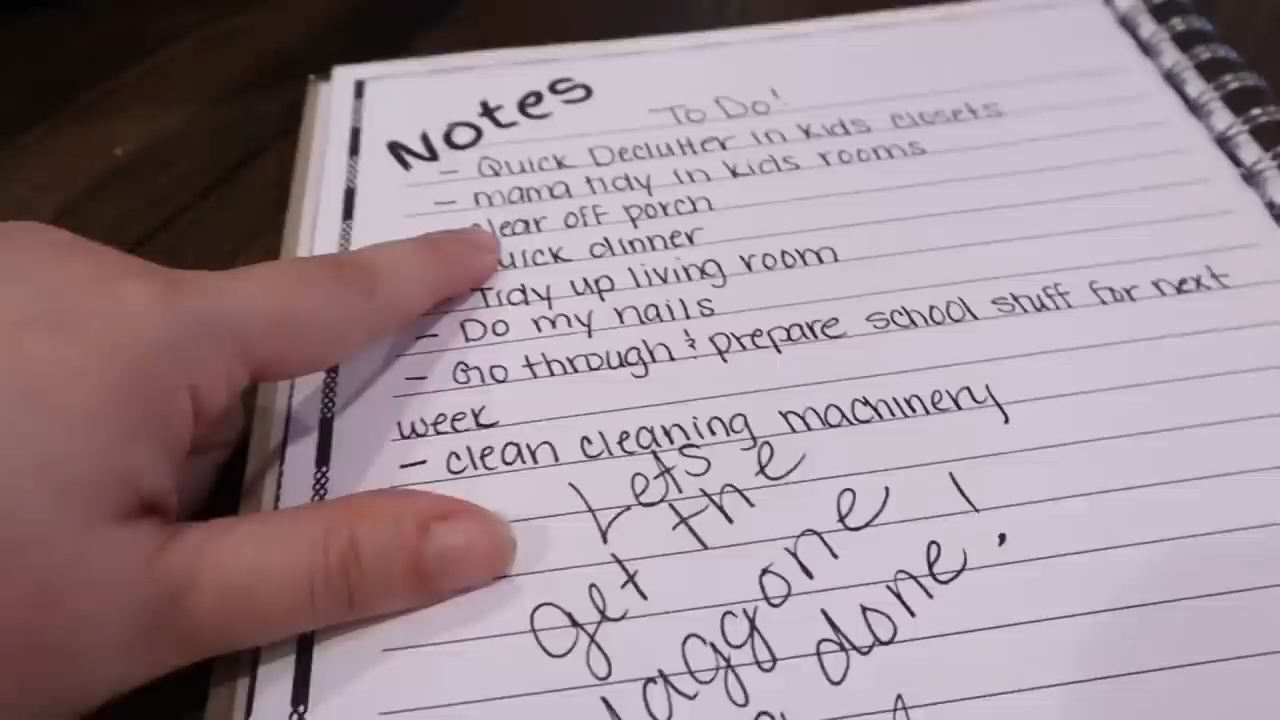 Notes
To Do!
- Quick Declutter in kids closets
- mama tidy in kids rooms
clear off porch
uick dinner
Tidy up living room
- Do my nails
- Go through & prepare school stuff for next
week
- clean cleaning machinery
Lets
get the
daggone
done!